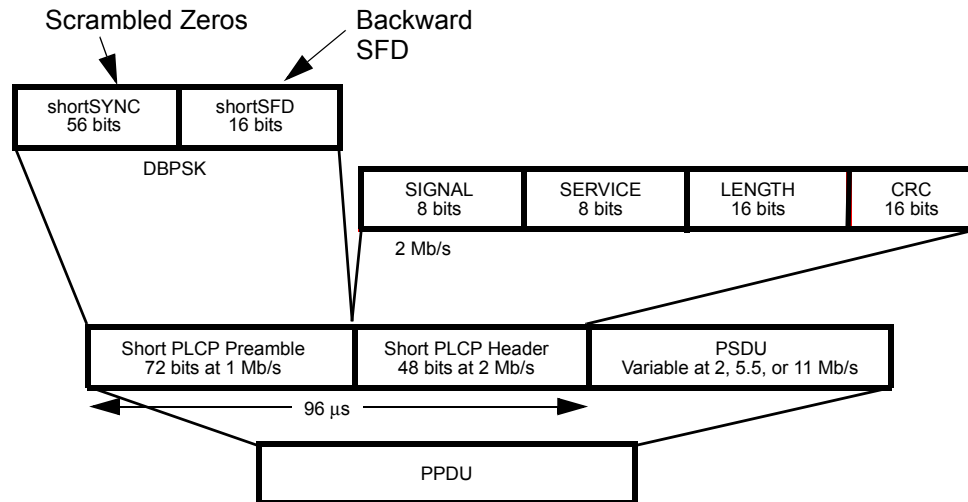 Scrambled Zeros
Backward
SFD
shortSYNC
56 bits
shortSFD
16 bits
DBPSK
SIGNAL
8 bits
SERVICE
8 bits
LENGTH
16 bits
CRC
16 bits
2 Mb/s
Short PLCP Preamble
72 bits at 1 Mb/s
Short PLCP Header
48 bits at 2 Mb/s
PSDU
Variable at 2, 5.5, or 11 Mb/s
96 μs
PPDU